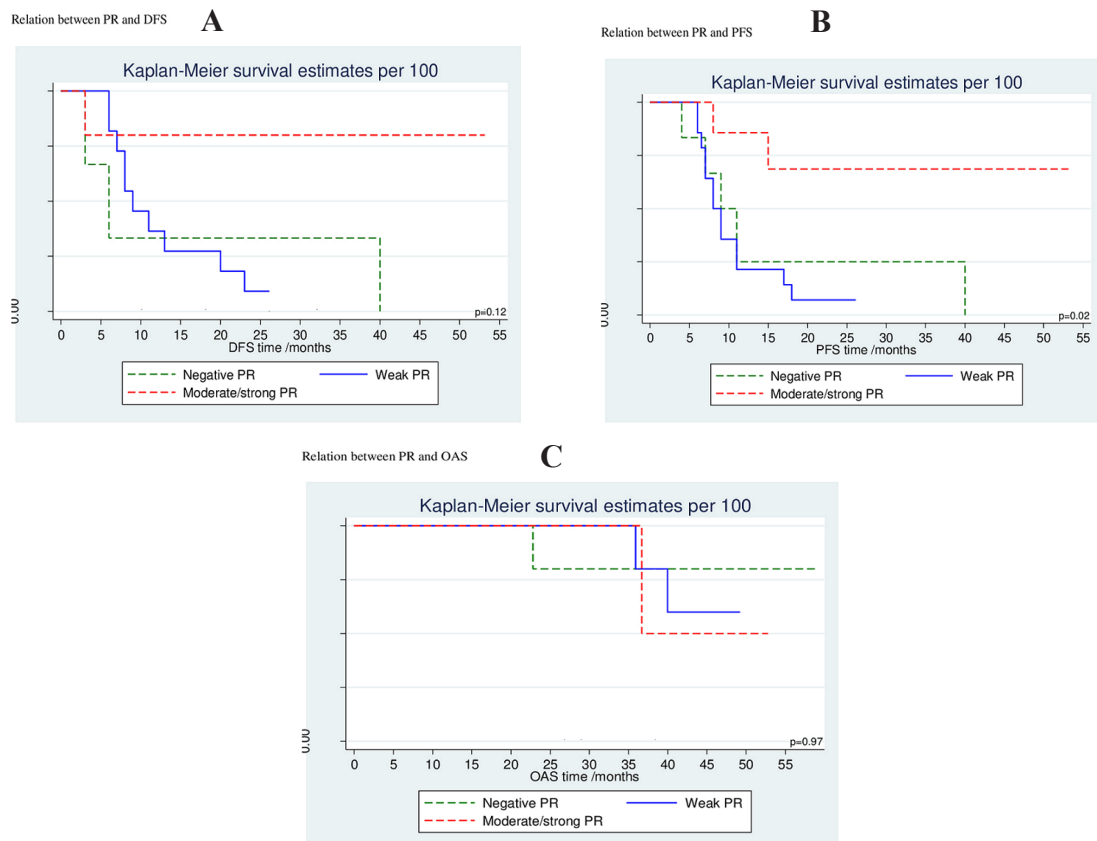 Relation between PR and DFS
A
Kaplan-Meier survival estimates per 100
0.00
p=0.12
0 5 10 15 20 25 30 35 40 45 50 55
DFS time /months
Negative PR Weak PR
Moderate/strong PR
Relation between PR and PFS
B
Kaplan-Meier survival estimates per 100
0.00
p=0.02
0 5 10 15 20 25 30 35 40 45 50 55
PFS time /months
Negative PR Weak PR
Moderate/strong PR
Relation between PR and OAS
C
Kaplan-Meier survival estimates per 100
0.00
p=0.97
0 5 10 15 20 25 30 35 40 45 49 55
OAS time /months
Negative PR Weak PR
Moderate/strong PR